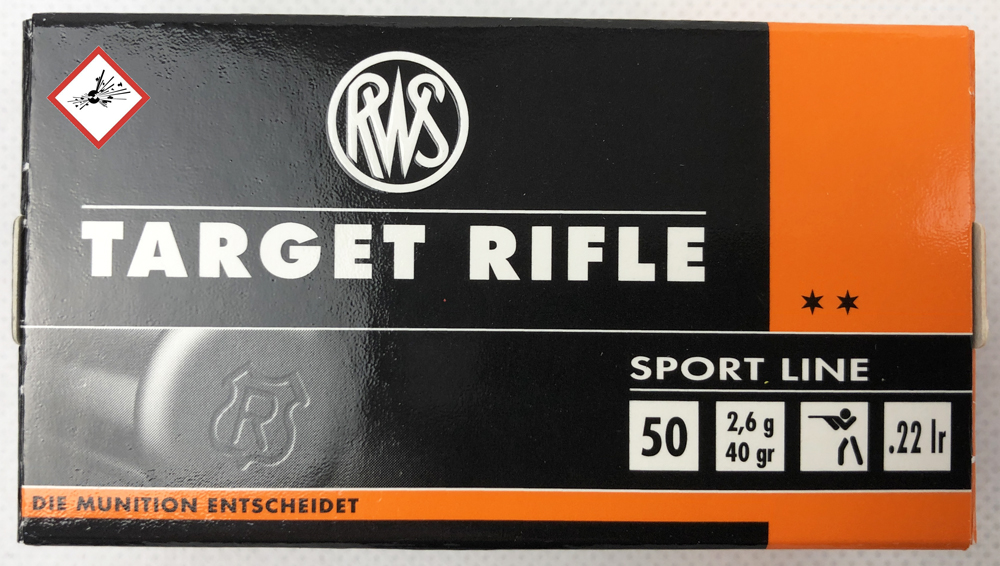 RWS
TARGET RIFLE
SPORT LINE
50
2,6 g
40 gr
.22 lr
R
DIE MUNITION ENTSCHEIDET